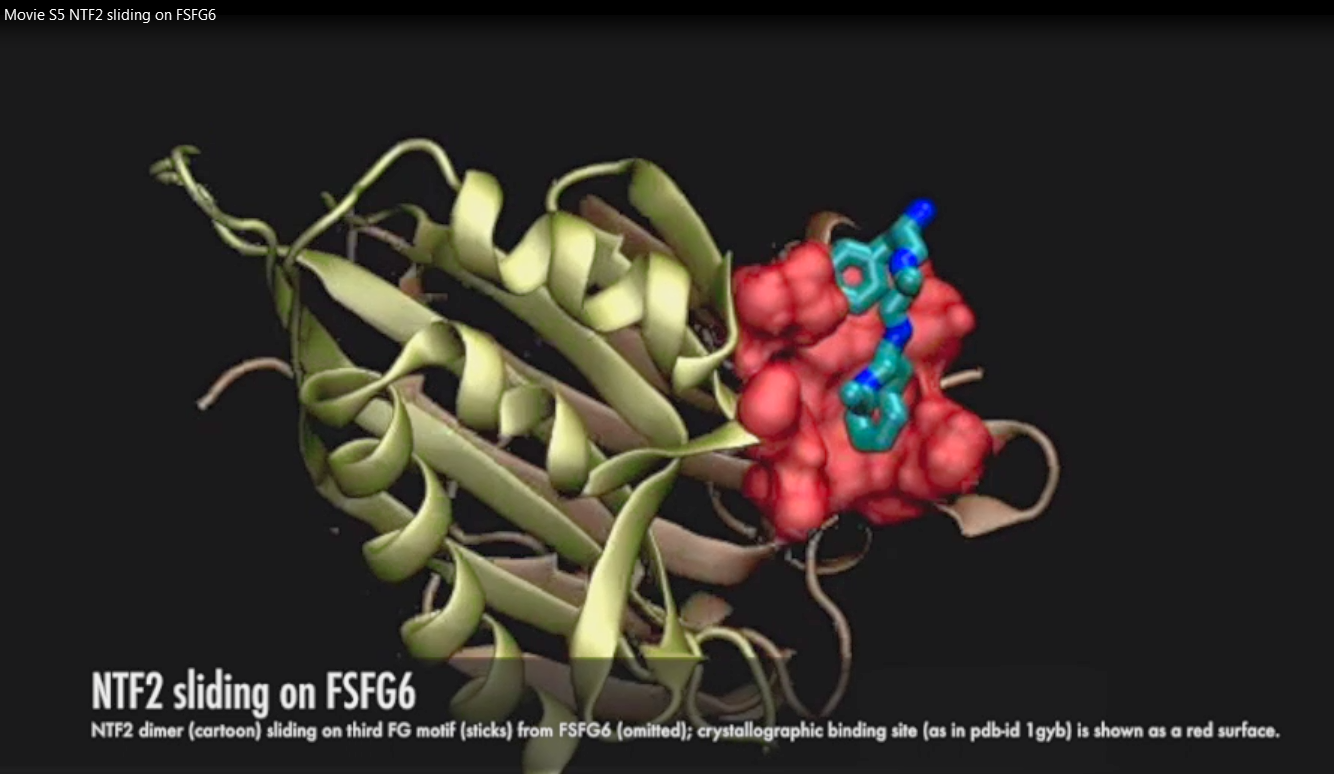 Movie S5 NTF2 sliding on FSFG6
NTF2 sliding on FSFG6
NTF2 dimer (cartoon) sliding on third FG motif (sticks) from FSFG6 (omitted); crystallographic binding site (as in pdb-id 1gyb) is shown as a red surface.